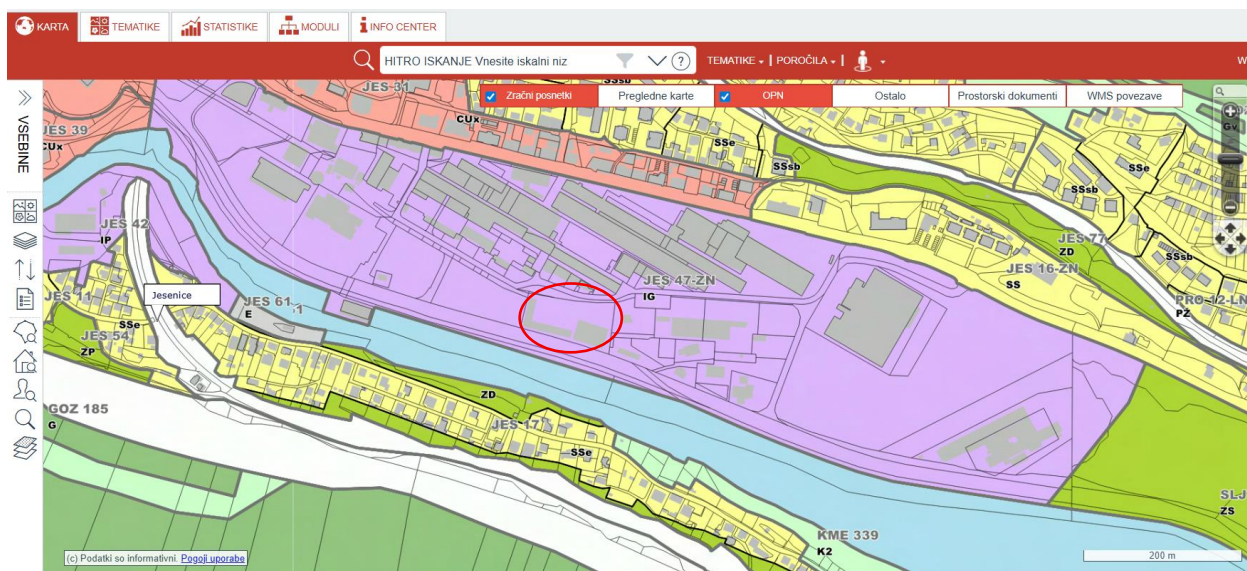 KARTA TEMATIKE STATISTIKE MODULI INFO CENTER
HITRO ISKANJE Vnesite iskalni niz ? TEMATIKE | POROČILA |
Zračni posnetki Pregledne karte OPN Ostalo Prostorski dokumenti WMS povezave
VSEBINE
JES 31
CUx
JES 39
CUx
SSe
SSsb
SSsb
SSe
SSsb
Gv
JES 42
IP
JES 77
ZD
JES 47-ZN
IG
JES 16-ZN
SS
PRO 12-LN
PZ
JES 11
SSe
Jesenice
JES 61
E
JES 54
ZP
ZD
GOZ 185
G
JES 17
SSe
SLJ
ZS
KME 339
K2
(c) Podatki so informativni. Pogoji uporabe
200 m